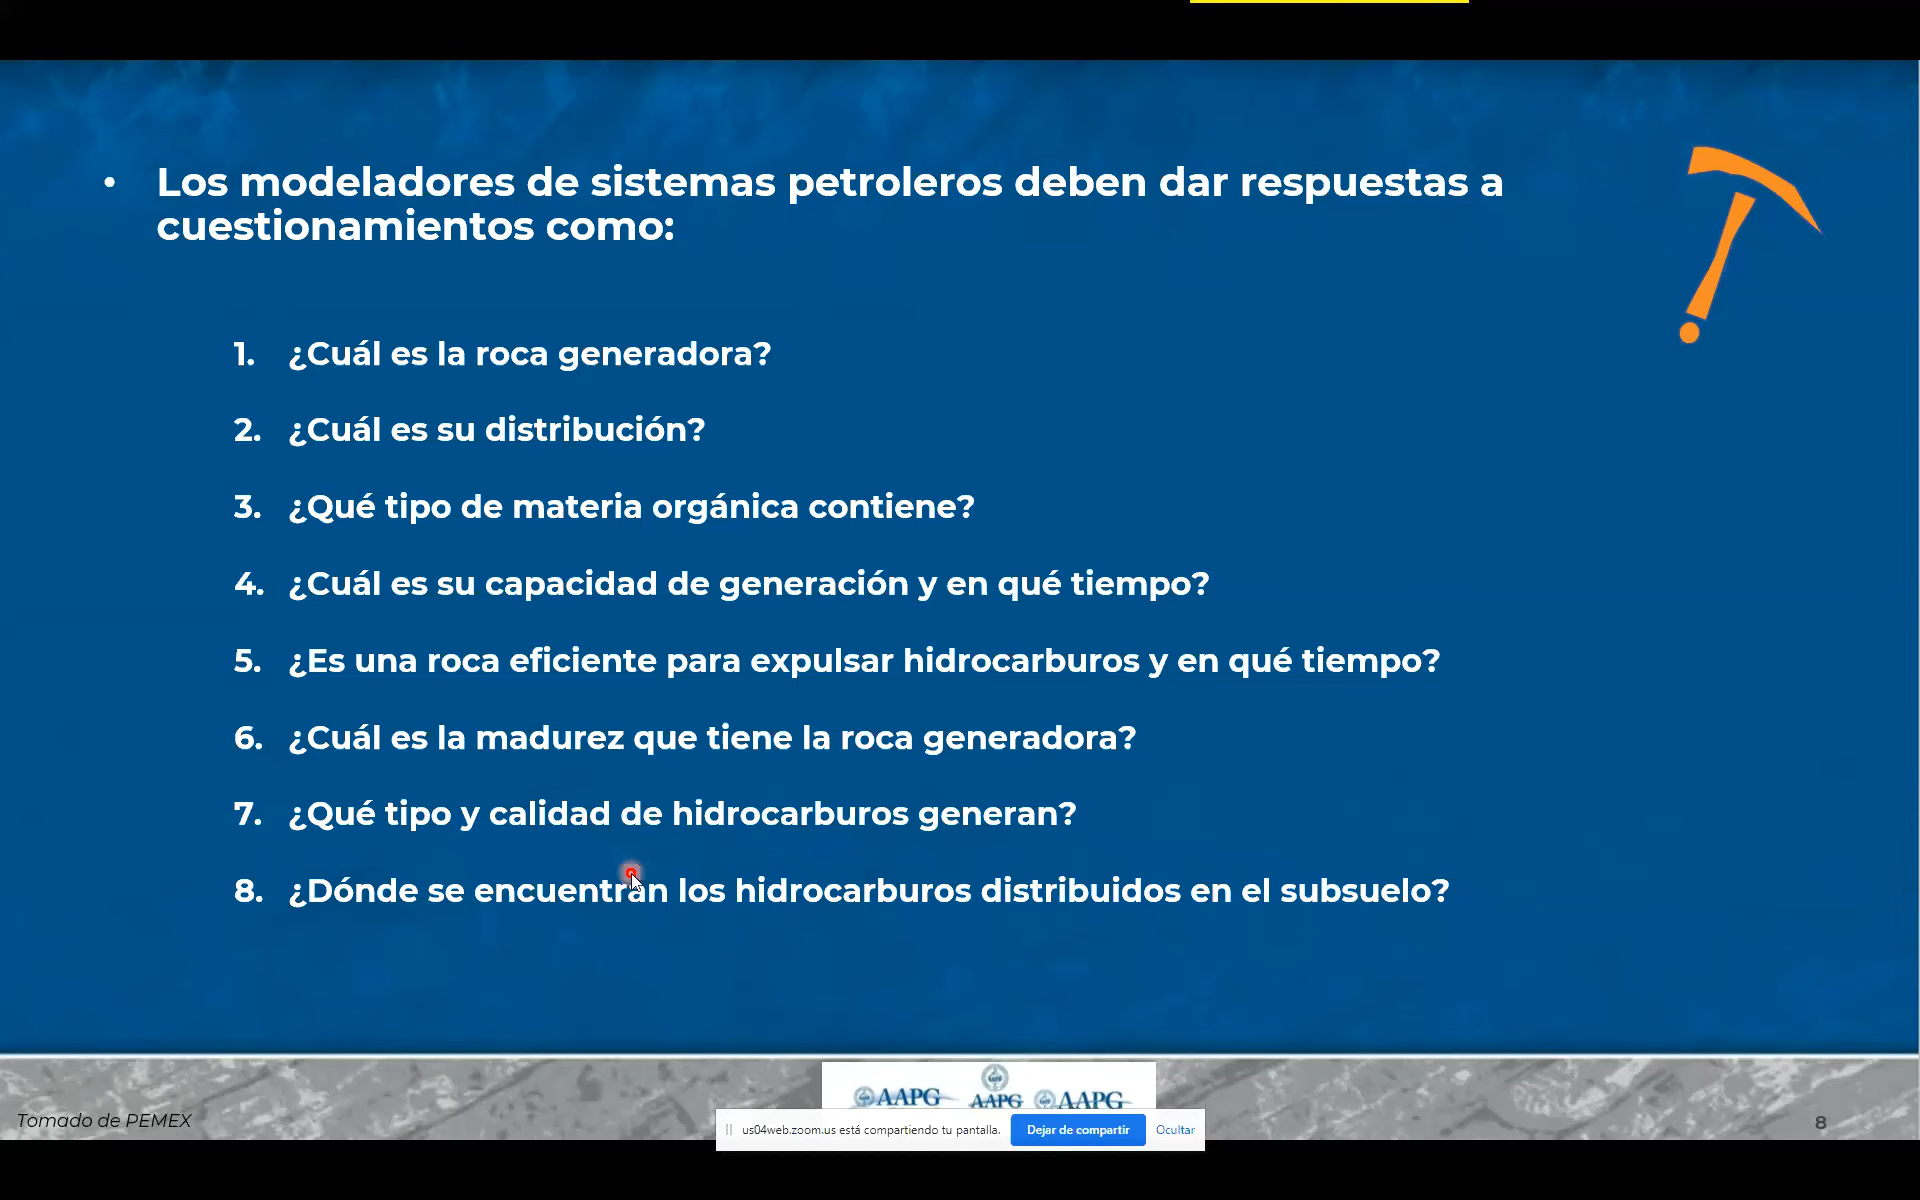 • Los modeladores de sistemas petroleros deben dar respuestas a
cuestionamientos como:
1. ¿Cuál es la roca generadora?
2. ¿Cuál es su distribución?
3. ¿Qué tipo de materia orgánica contiene?
4. ¿Cuál es su capacidad de generación y en qué tiempo?
5. ¿Es una roca eficiente para expulsar hidrocarburos y en qué tiempo?
6. ¿Cuál es la madurez que tiene la roca generadora?
7. ¿Qué tipo y calidad de hidrocarburos generan?
8. ¿Dónde se encuentran los hidrocarburos distribuidos en el subsuelo?
AAPG AAPG AAPG
Tomado de PEMEX
8
us04web.zoom.us está compartiendo tu pantalla. Dejar de compartir Ocultar